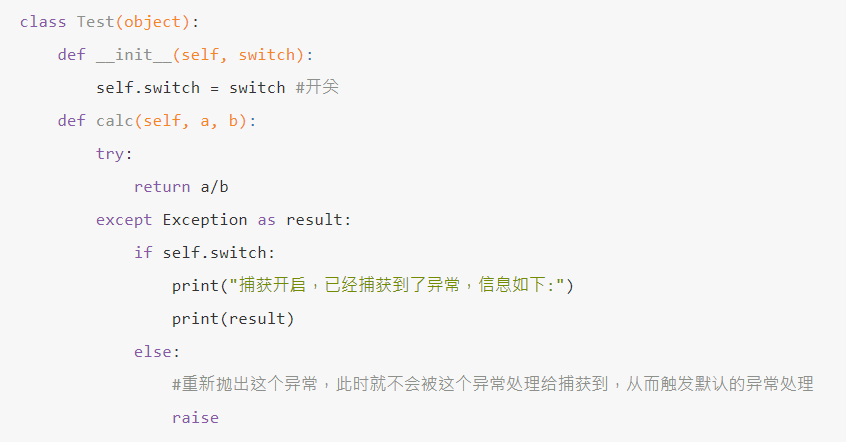 class Test(object):
    def __init__(self, switch):
        self.switch = switch #开关
    def calc(self, a, b):
        try:
            return a/b
        except Exception as result:
            if self.switch:
                print("捕获开启，已经捕获到了异常，信息如下:")
                print(result)
            else:
                #重新抛出这个异常，此时就不会被这个异常处理给捕获到，从而触发默认的异常处理
                raise